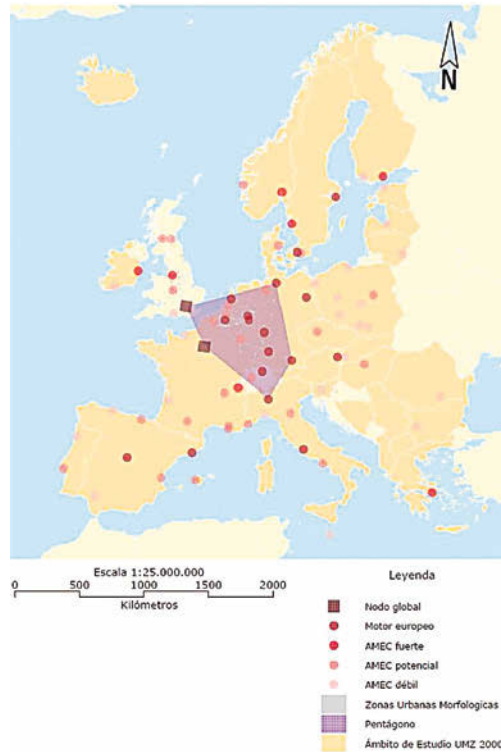 N
Escala 1:25.000.000
0 500 1000 1500 2000
Kilómetros
Leyenda
Nodo global
Motor europeo
AMEC fuerte
AMEC potencial
AMEC débil
Zonas Urbanas Morfologicas
Pentágono
Ámbito de Estudio UMZ 2000